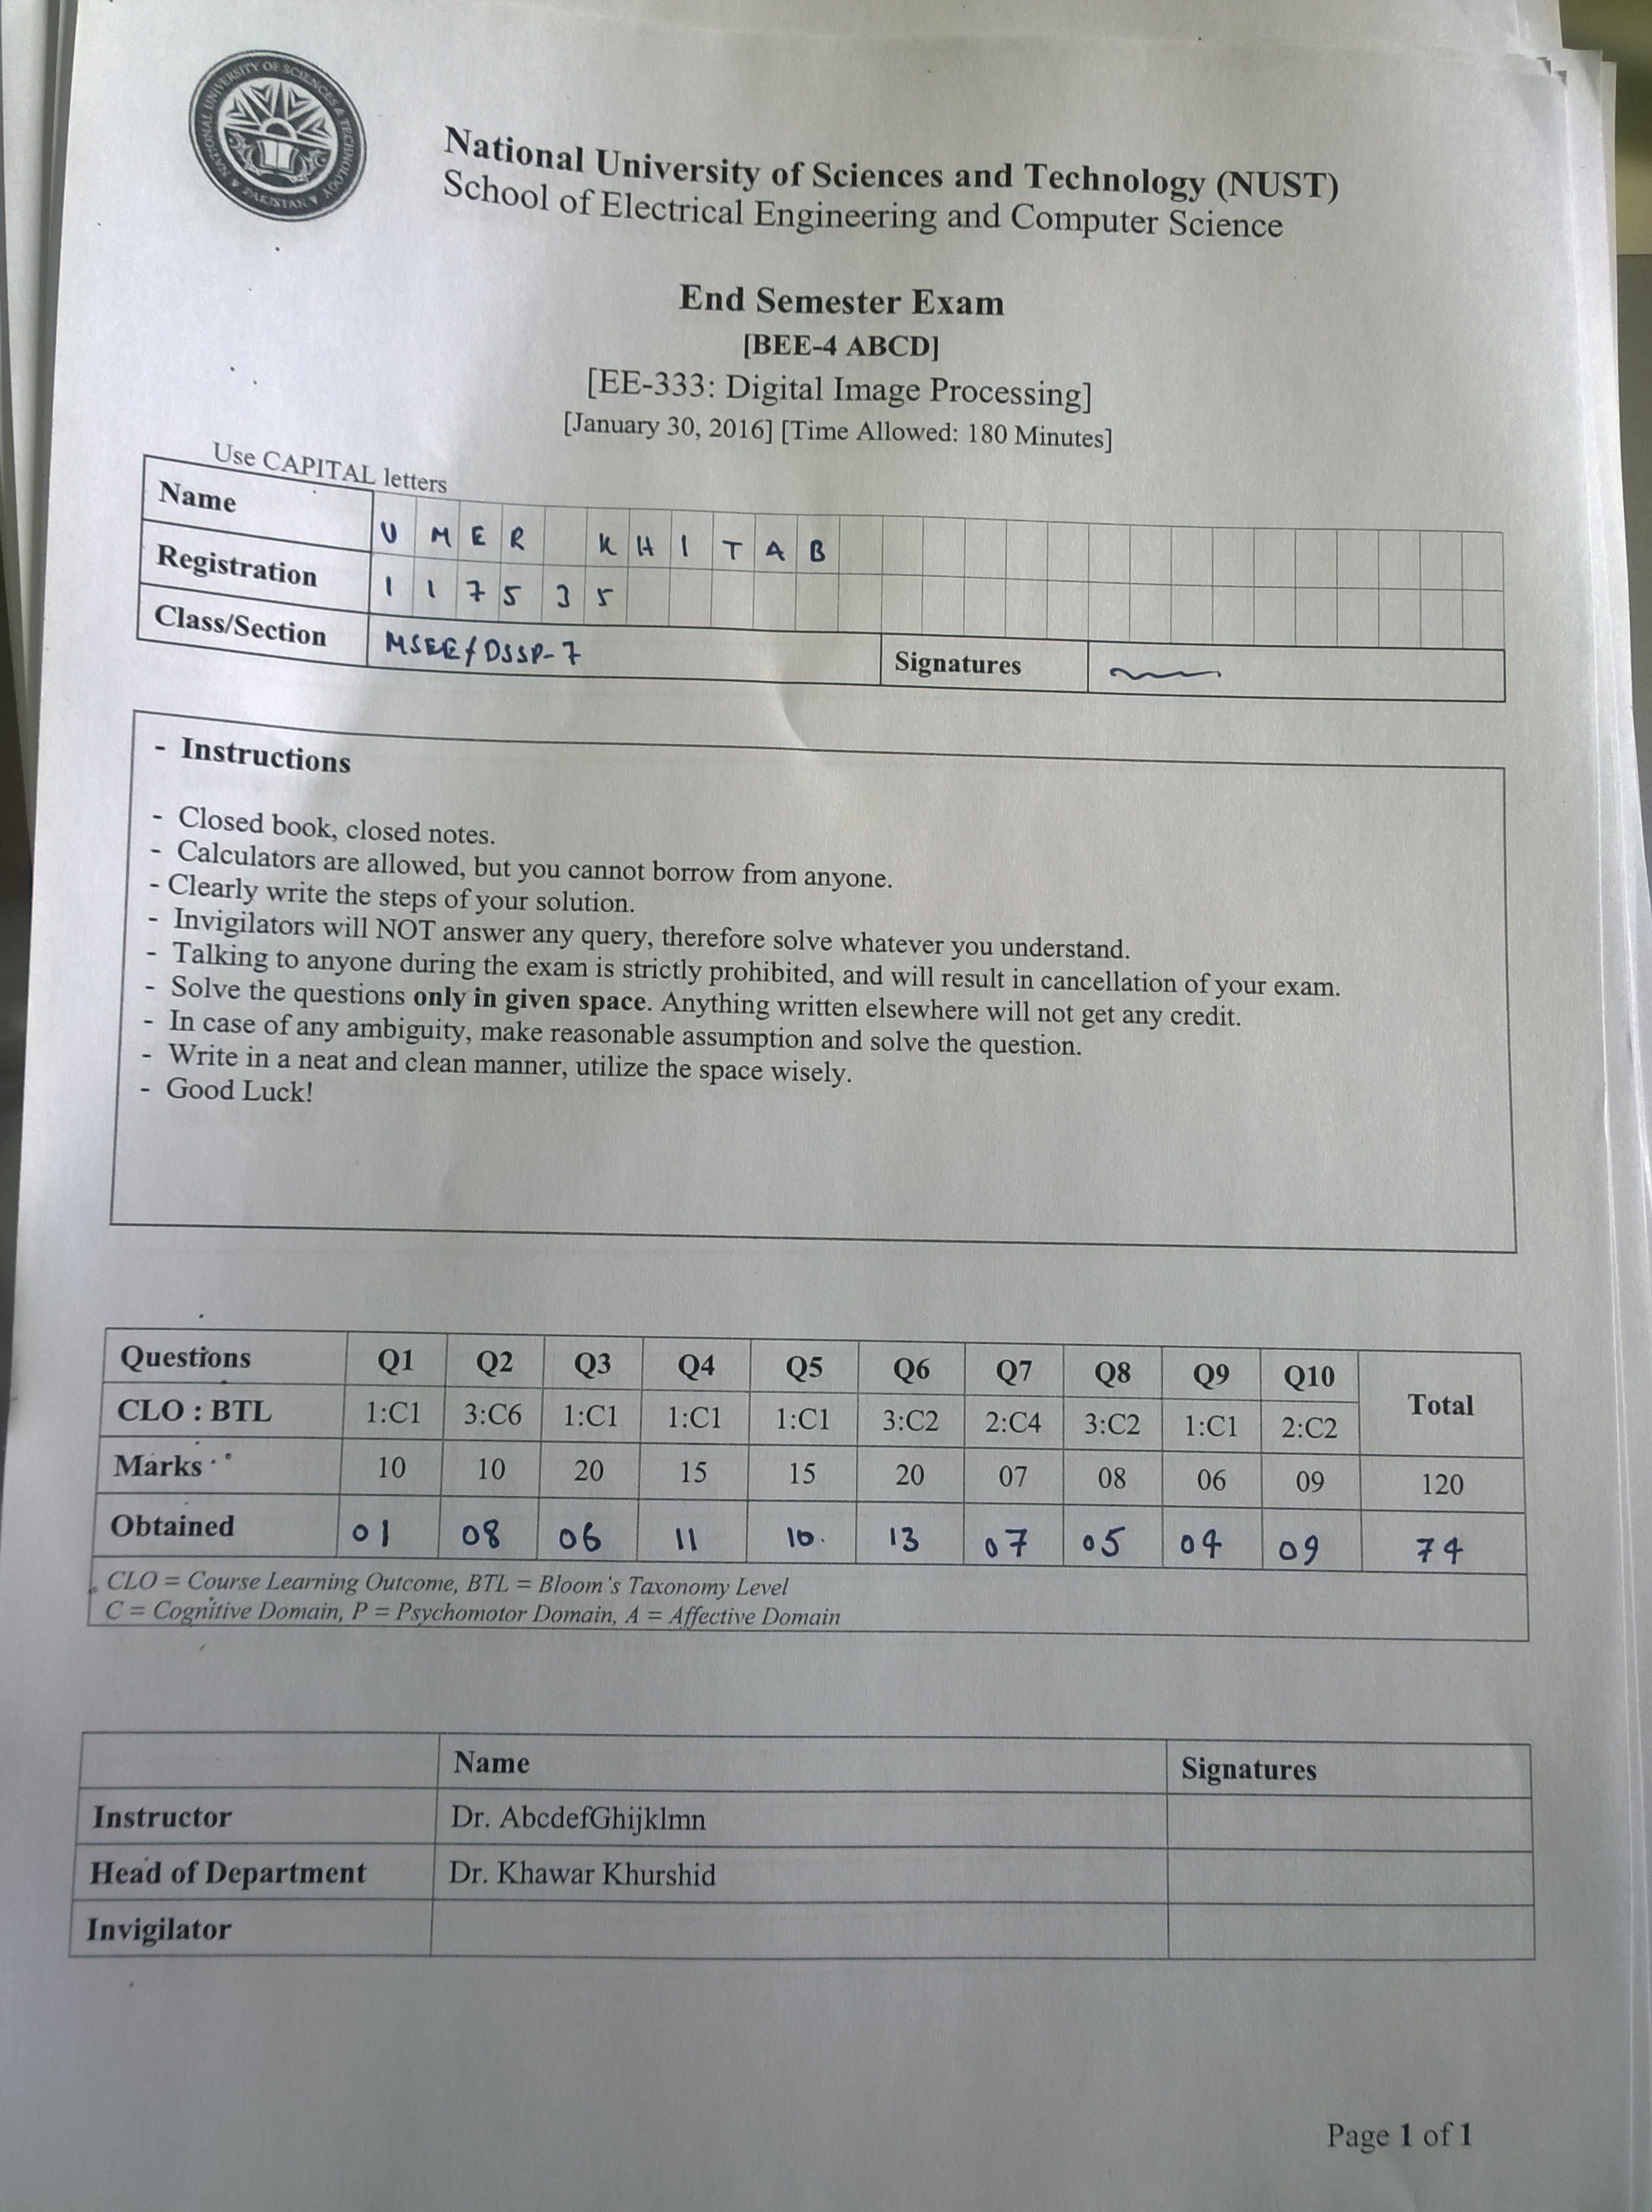 NATIONAL UNIVERSITY OF SCIENCES & TECHNOLOGY
PAKISTAN
National University of Sciences and Technology (NUST)
School of Electrical Engineering and Computer Science
End Semester Exam
[BEE-4 ABCD]
[EE-333: Digital Image Processing]
[January 30, 2016] [Time Allowed: 180 Minutes]
Use CAPITAL letters
Name UMER KHITAB
Registration 117535
Class/Section MSEE/DSSP-7 Signatures
- Instructions
- Closed book, closed notes.
- Calculators are allowed, but you cannot borrow from anyone.
- Clearly write the steps of your solution.
- Invigilators will NOT answer any query, therefore solve whatever you understand.
- Talking to anyone during the exam is strictly prohibited, and will result in cancellation of your exam.
- Solve the questions only in given space. Anything written elsewhere will not get any credit.
- In case of any ambiguity, make reasonable assumption and solve the question.
- Write in a neat and clean manner, utilize the space wisely.
- Good Luck!
Questions Q1 Q2 Q3 Q4 Q5 Q6 Q7 Q8 Q9 Q10 Total
CLO : BTL 1:C1 3:C6 1:C1 1:C1 1:C1 3:C2 2:C4 3:C2 1:C1 2:C2
Marks 10 10 20 15 15 20 07 08 06 09 120
Obtained 01 08 06 11 10. 13 07 05 04 09 74
CLO = Course Learning Outcome, BTL = Bloom's Taxonomy Level
C = Cognitive Domain, P = Psychomotor Domain, A = Affective Domain
Name Signatures
Instructor Dr. AbcdefGhijklmn
Head of Department Dr. Khawar Khurshid
Invigilator
Page 1 of 1